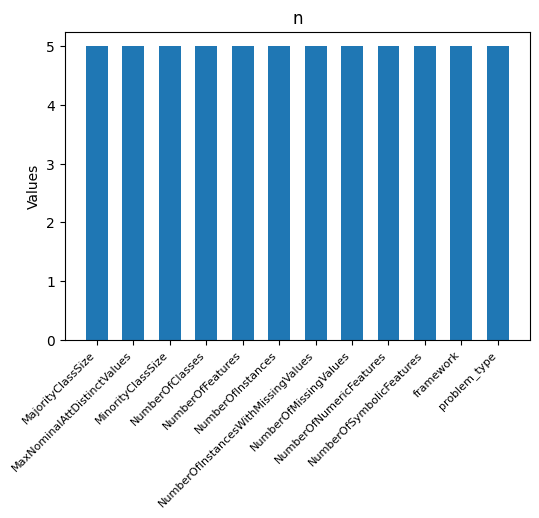 n
Values
5
4
3
2
1
0
MajorityClassSize
MaxNominalAttDistinctValues
MinorityClassSize
NumberOfClasses
NumberOfFeatures
NumberOfInstances
NumberOfInstancesWithMissingValues
NumberOfMissingValues
NumberOfNumericFeatures
NumberOfSymbolicFeatures
framework
problem_type